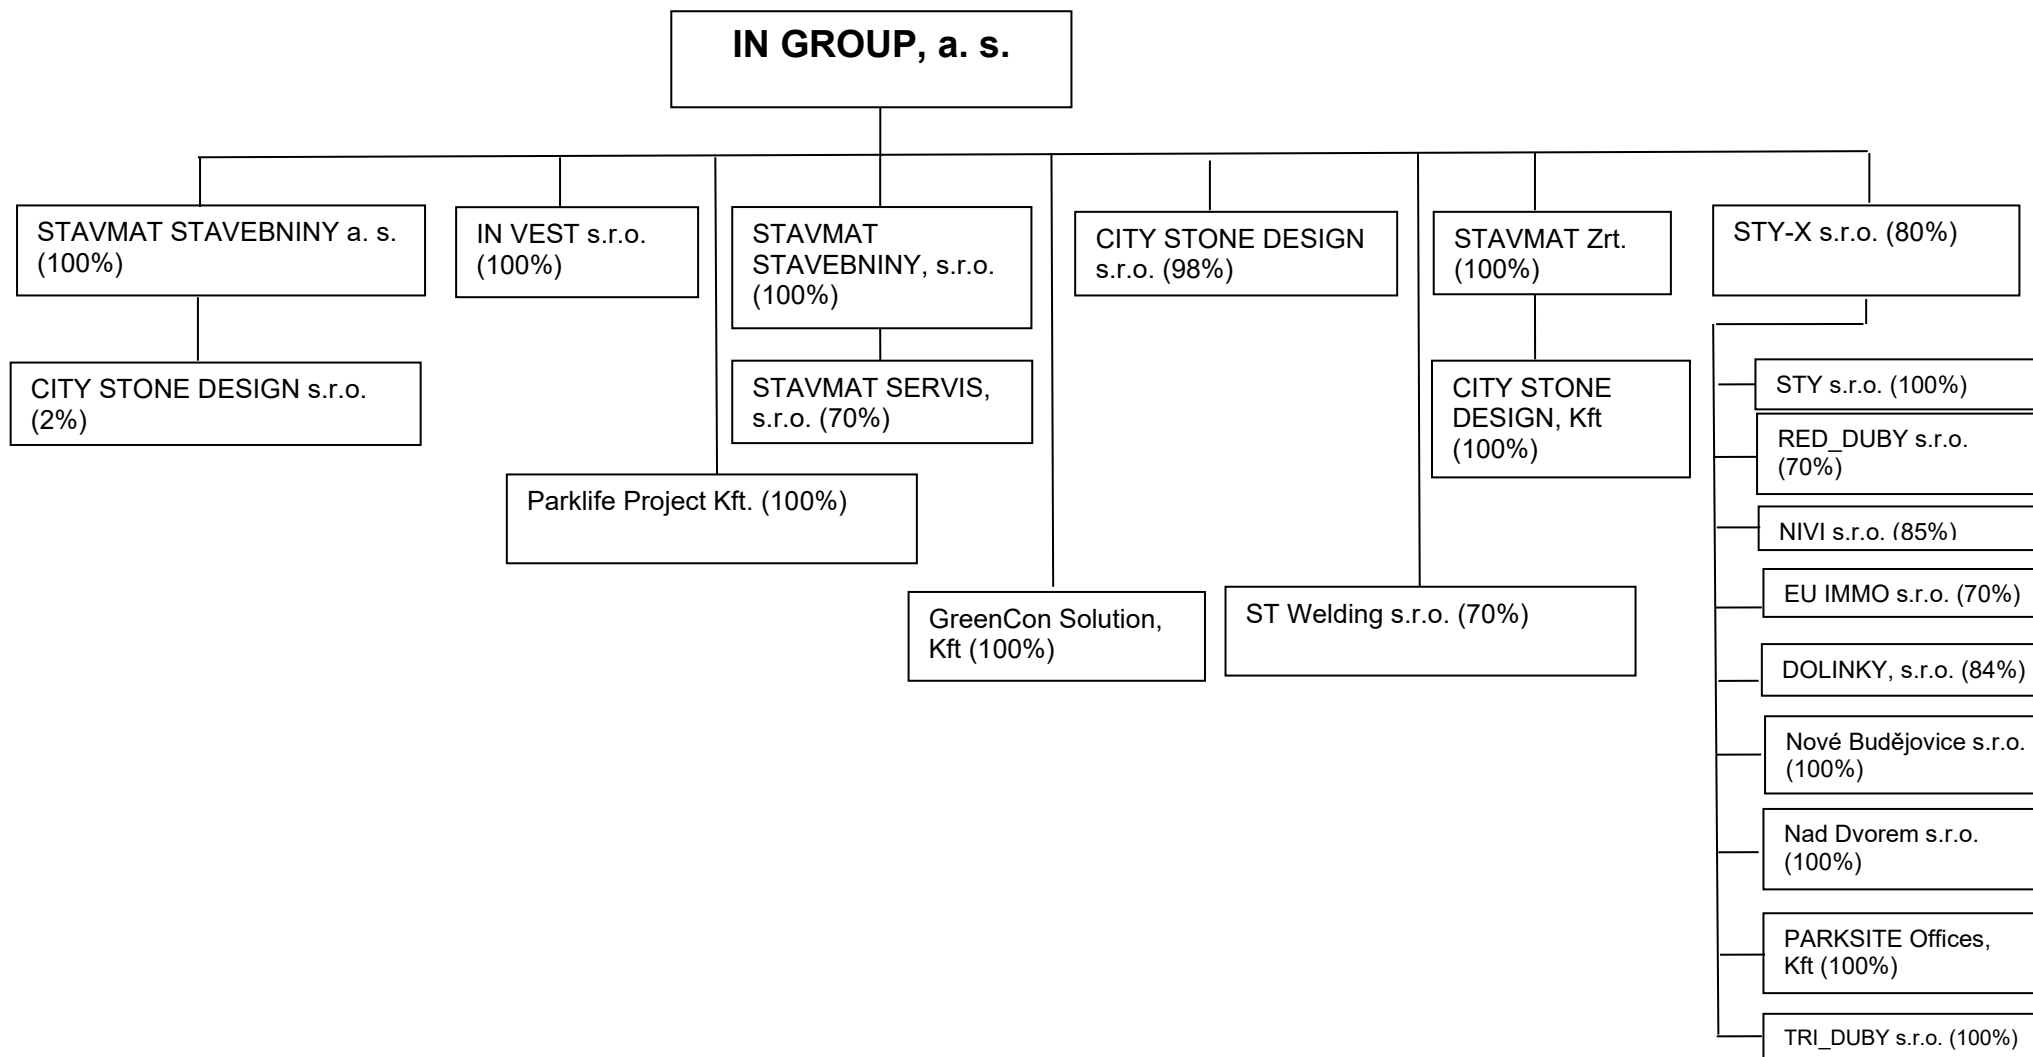 IN GROUP, a. s.
STAVMAT STAVEBNINY a. s.
(100%)
IN VEST s.r.o.
(100%)
STAVMAT
STAVEBNINY, s.r.o.
(100%)
CITY STONE DESIGN
s.r.o. (98%)
STAVMAT Zrt.
(100%)
STY-X s.r.o. (80%)
CITY STONE DESIGN s.r.o.
(2%)
STAVMAT SERVIS,
s.r.o. (70%)
CITY STONE
DESIGN, Kft
(100%)
Parklife Project Kft. (100%)
GreenCon Solution,
Kft (100%)
ST Welding s.r.o. (70%)
STY s.r.o. (100%)
RED_DUBY s.r.o.
(70%)
NIVI s.r.o. (85%)
EU IMMO s.r.o. (70%)
DOLINKY, s.r.o. (84%)
Nové Budějovice s.r.o.
(100%)
Nad Dvorem s.r.o.
(100%)
PARKSITE Offices,
Kft (100%)
TRI_DUBY s.r.o. (100%)